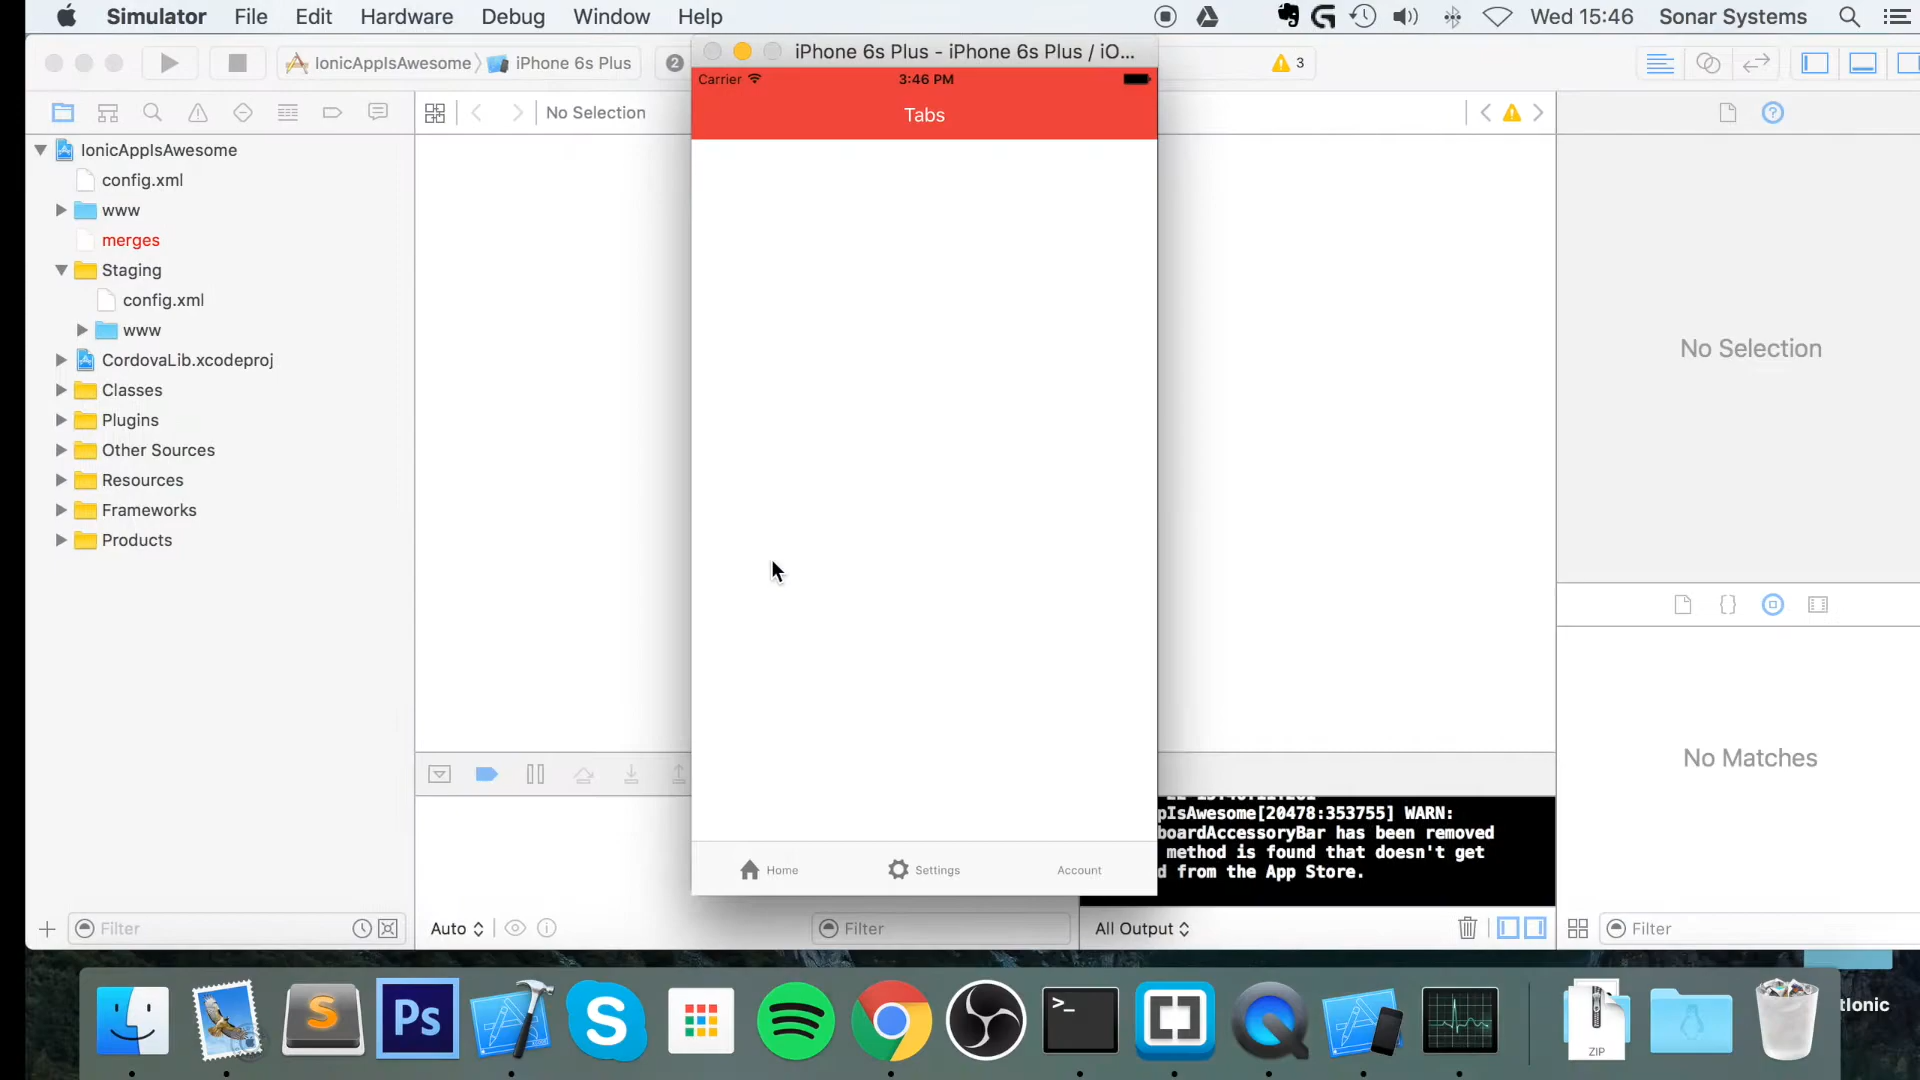 Simulator File Edit Hardware Debug Window Help Wed 15:46 Sonar Systems
IonicAppIsAwesome iPhone 6s Plus 2 iPhone 6s Plus - iPhone 6s Plus / iO... 3
Carrier 3:46 PM
Tabs
No Selection
IonicAppIsAwesome
config.xml
www
merges
Staging
config.xml
www
CordovaLib.xcodeproj
Classes
Plugins
Other Sources
Resources
Frameworks
Products
No Selection
No Matches
pIsAwesome[20478:353755] WARN:
boardAccessoryBar has been removed
method is found that doesn't get
d from the App Store.
Home Settings Account
Filter Auto Filter All Output Filter
S Ps S >_ ZIP
tIonic